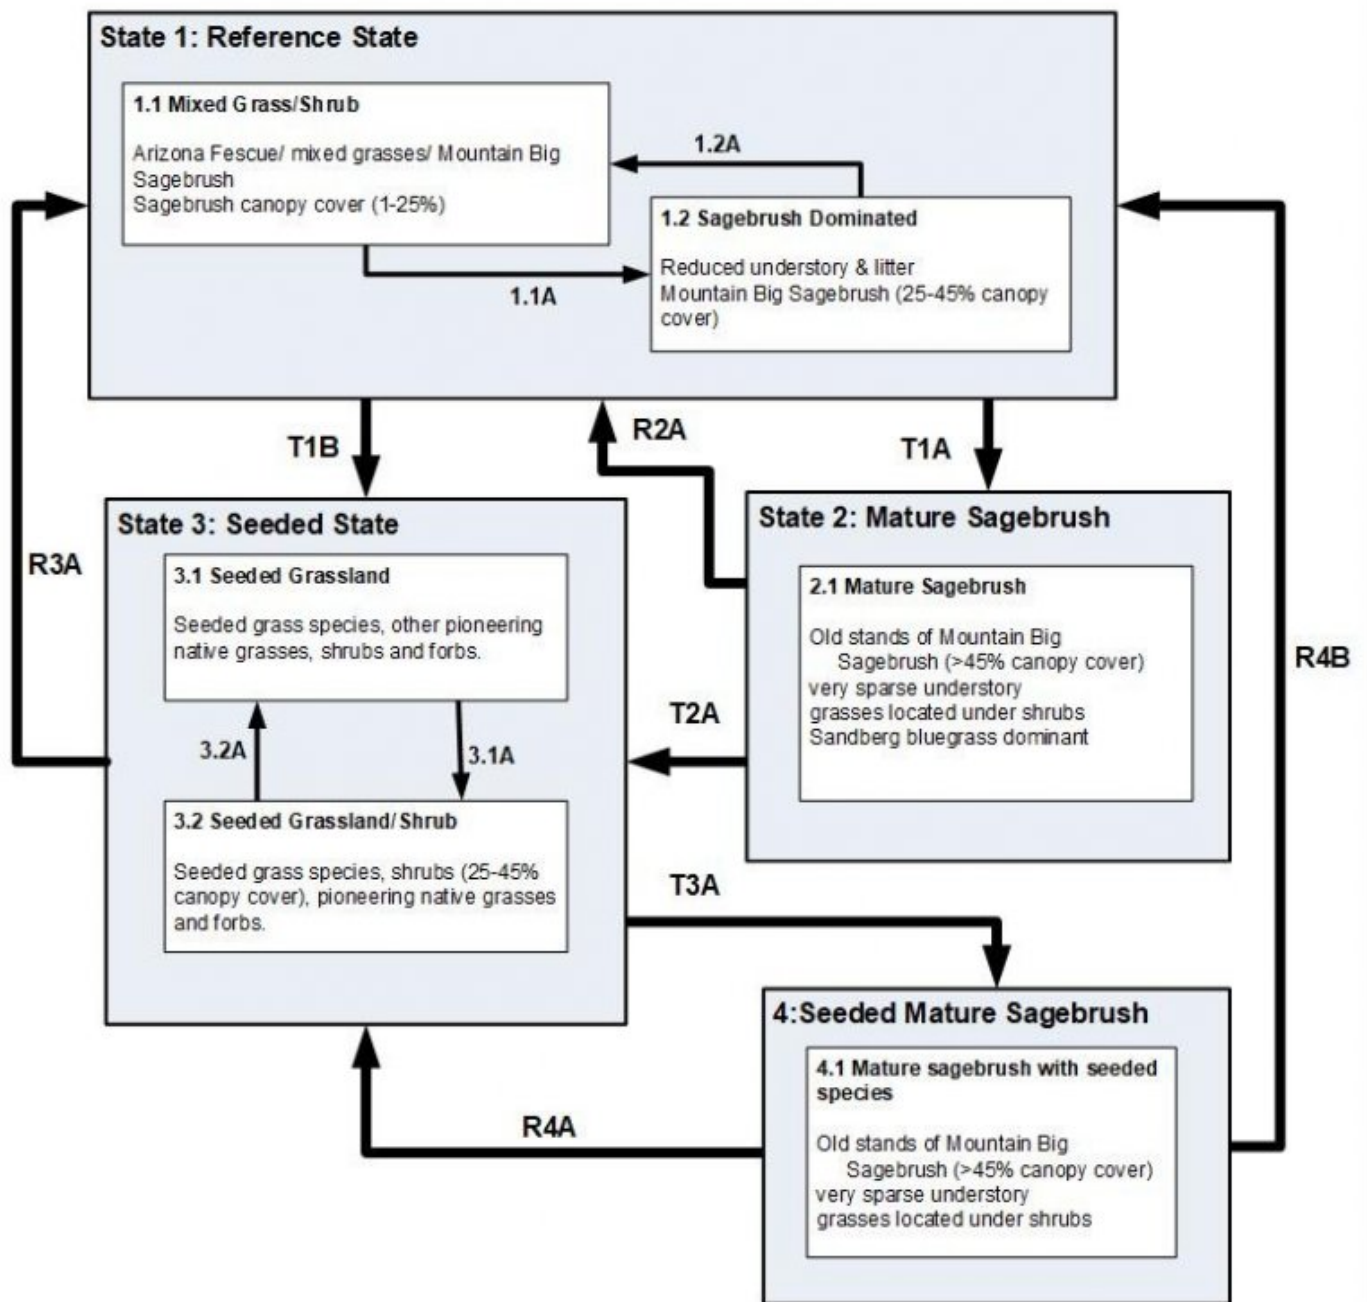 State 1: Reference State
1.1 Mixed Grass/Shrub
Arizona Fescue/ mixed grasses/ Mountain Big
Sagebrush
Sagebrush canopy cover (1-25%)
1.2A
1.2 Sagebrush Dominated
Reduced understory & litter
Mountain Big Sagebrush (25-45% canopy
cover)
1.1A
T1B
R2A
T1A
R3A
State 3: Seeded State
3.1 Seeded Grassland
Seeded grass species, other pioneering
native grasses, shrubs and forbs.
3.2A
3.1A
3.2 Seeded Grassland/Shrub
Seeded grass species, shrubs (25-45%
canopy cover), pioneering native grasses
and forbs.
State 2: Mature Sagebrush
2.1 Mature Sagebrush
Old stands of Mountain Big
Sagebrush (>45% canopy cover)
very sparse understory
grasses located under shrubs
Sandberg bluegrass dominant
R4B
T2A
T3A
4:Seeded Mature Sagebrush
4.1 Mature sagebrush with seeded
species
Old stands of Mountain Big
Sagebrush (>45% canopy cover)
very sparse understory
grasses located under shrubs
R4A